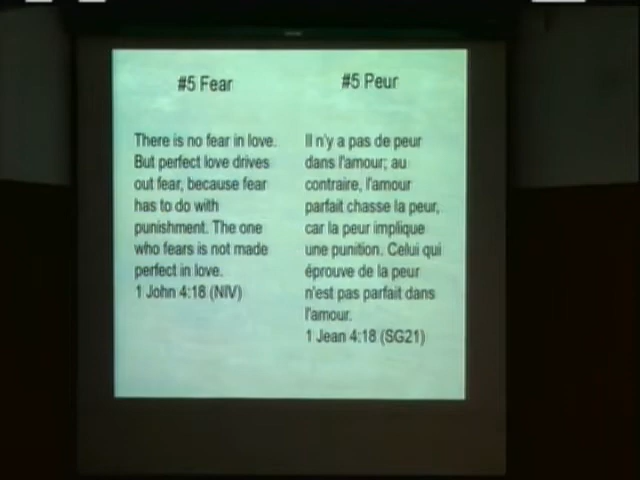 #5 Fear
There is no fear in love.
But perfect love drives
out fear, because fear
has to do with
punishment. The one
who fears is not made
perfect in love.
1 John 4:18 (NIV)
#5 Peur
Il n'y a pas de peur
dans l'amour; au
contraire, l'amour
parfait chasse la peur,
car la peur implique
une punition. Celui qui
éprouve de la peur
n'est pas parfait dans
l'amour.
1 Jean 4:18 (SG21)